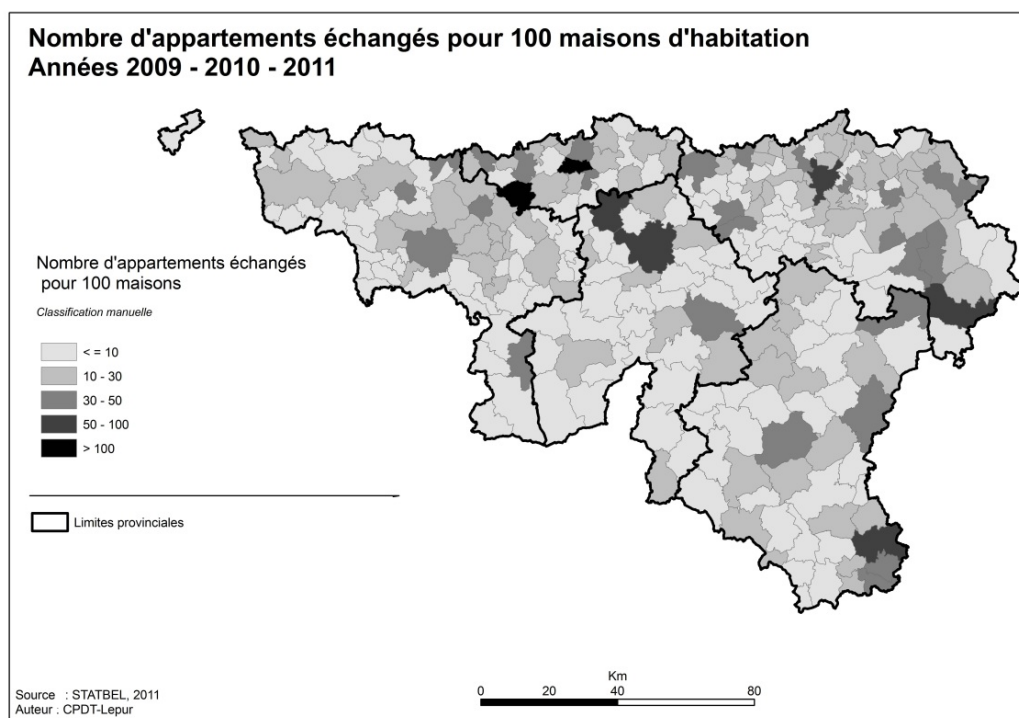 Nombre d'appartements échangés pour 100 maisons d'habitation
Années 2009 - 2010 - 2011
Nombre d'appartements échangés
pour 100 maisons
Classification manuelle
< = 10
10 - 30
30 - 50
50 - 100
> 100
Limites provinciales
Source : STATBEL, 2011
Auteur : CPDT-Lepur
Km
0 20 40 80